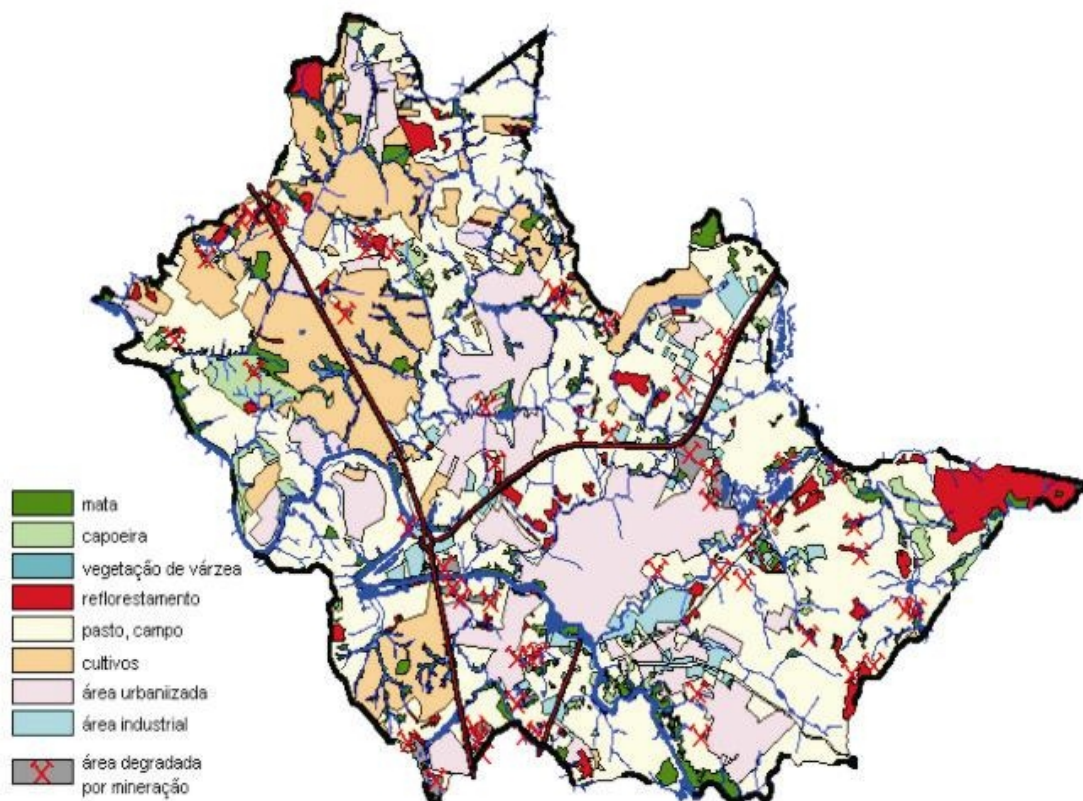 mata
capoeira
vegetação de várzea
reflorestamento
pasto, campo
cultivos
área urbaniizada
área industrial
área degradada
por mineração